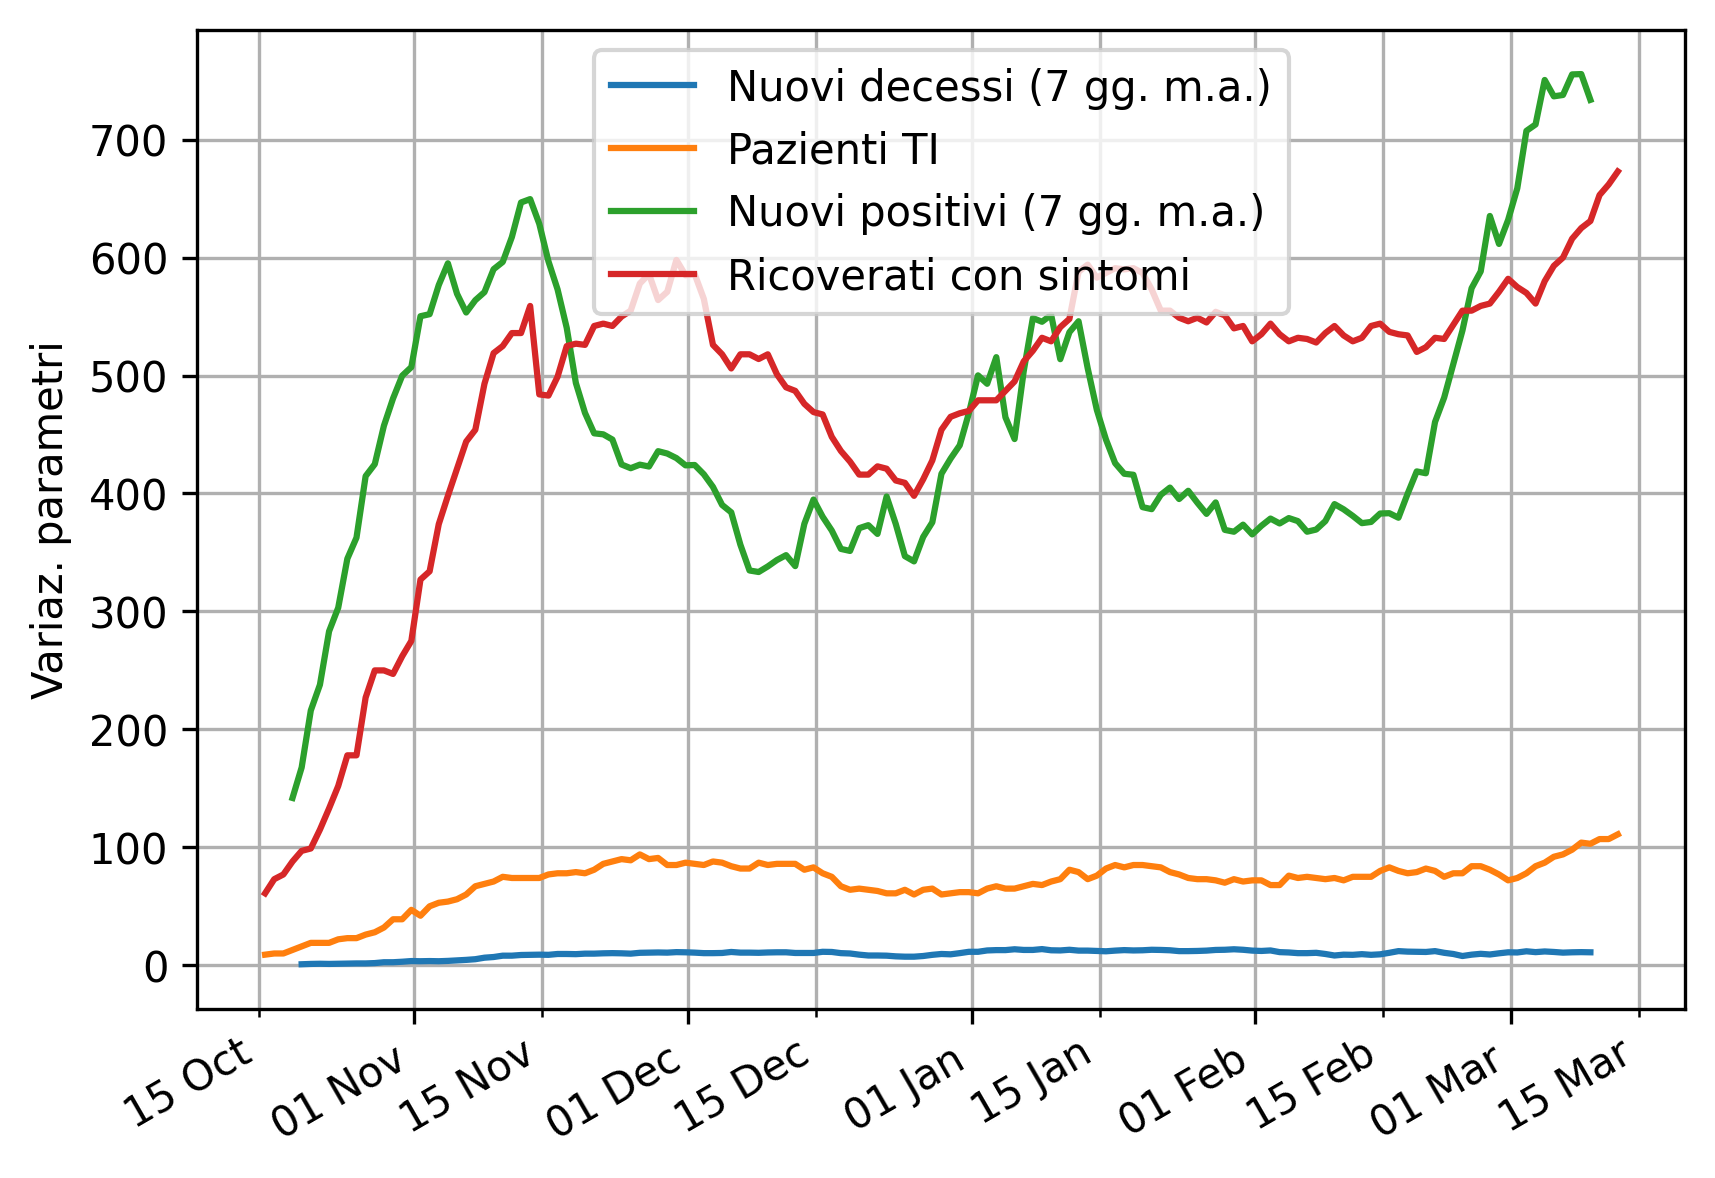 Nuovi decessi (7 gg. m.a.)
Pazienti TI
Nuovi positivi (7 gg. m.a.)
Ricoverati con sintomi
Variaz. parametri
700
600
500
400
300
200
100
0
15 Oct
01 Nov
15 Nov
01 Dec
15 Dec
01 Jan
15 Jan
01 Feb
15 Feb
01 Mar
15 Mar